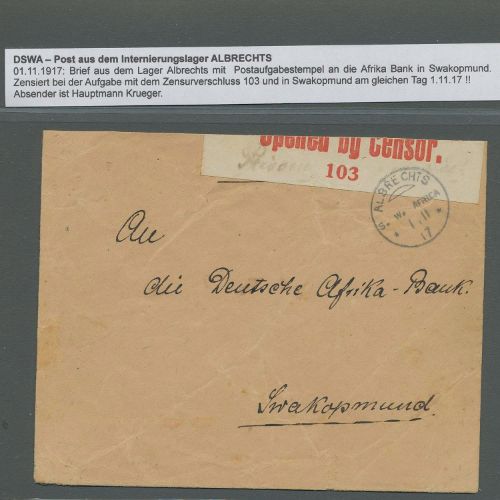 DSWA – Post aus dem Internierungslager ALBRECHTS
01.11.1917: Brief aus dem Lager Albrechts mit Postaufgabestempel an die Afrika Bank in Swakopmund.
Zensiert bei der Aufgabe mit dem Zensurverschluss 103 und in Swakopmund am gleichen Tag 1.11.17 !!
Absender ist Hauptmann Krueger.
Opened by Censor.
103
S. ALBRECHTS
W. AFRICA
1 11
17
An
die Deutsche Afrika-Bank.
Swakopmund.